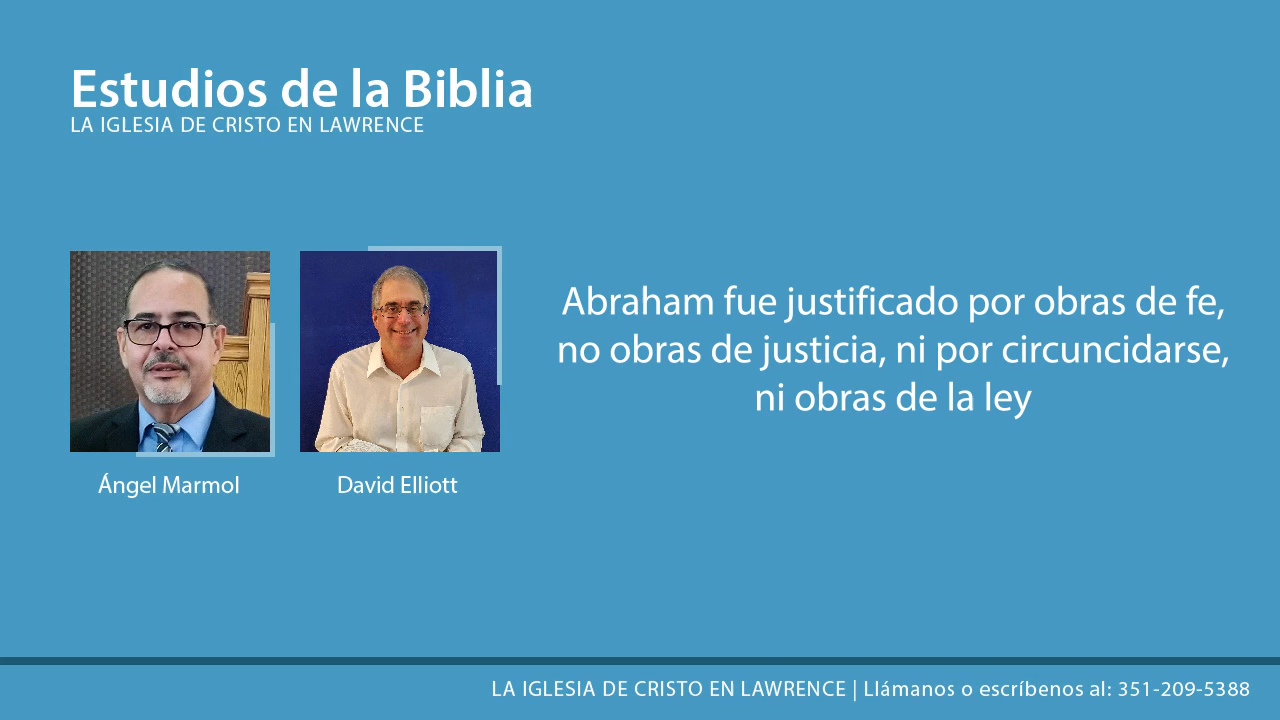 Estudios de la Biblia
LA IGLESIA DE CRISTO EN LAWRENCE
Abraham fue justificado por obras de fe,
no obras de justicia, ni por circuncidarse,
ni obras de la ley
Ángel Marmol
David Elliott
LA IGLESIA DE CRISTO EN LAWRENCE | Llámanos o escríbenos al: 351-209-5388